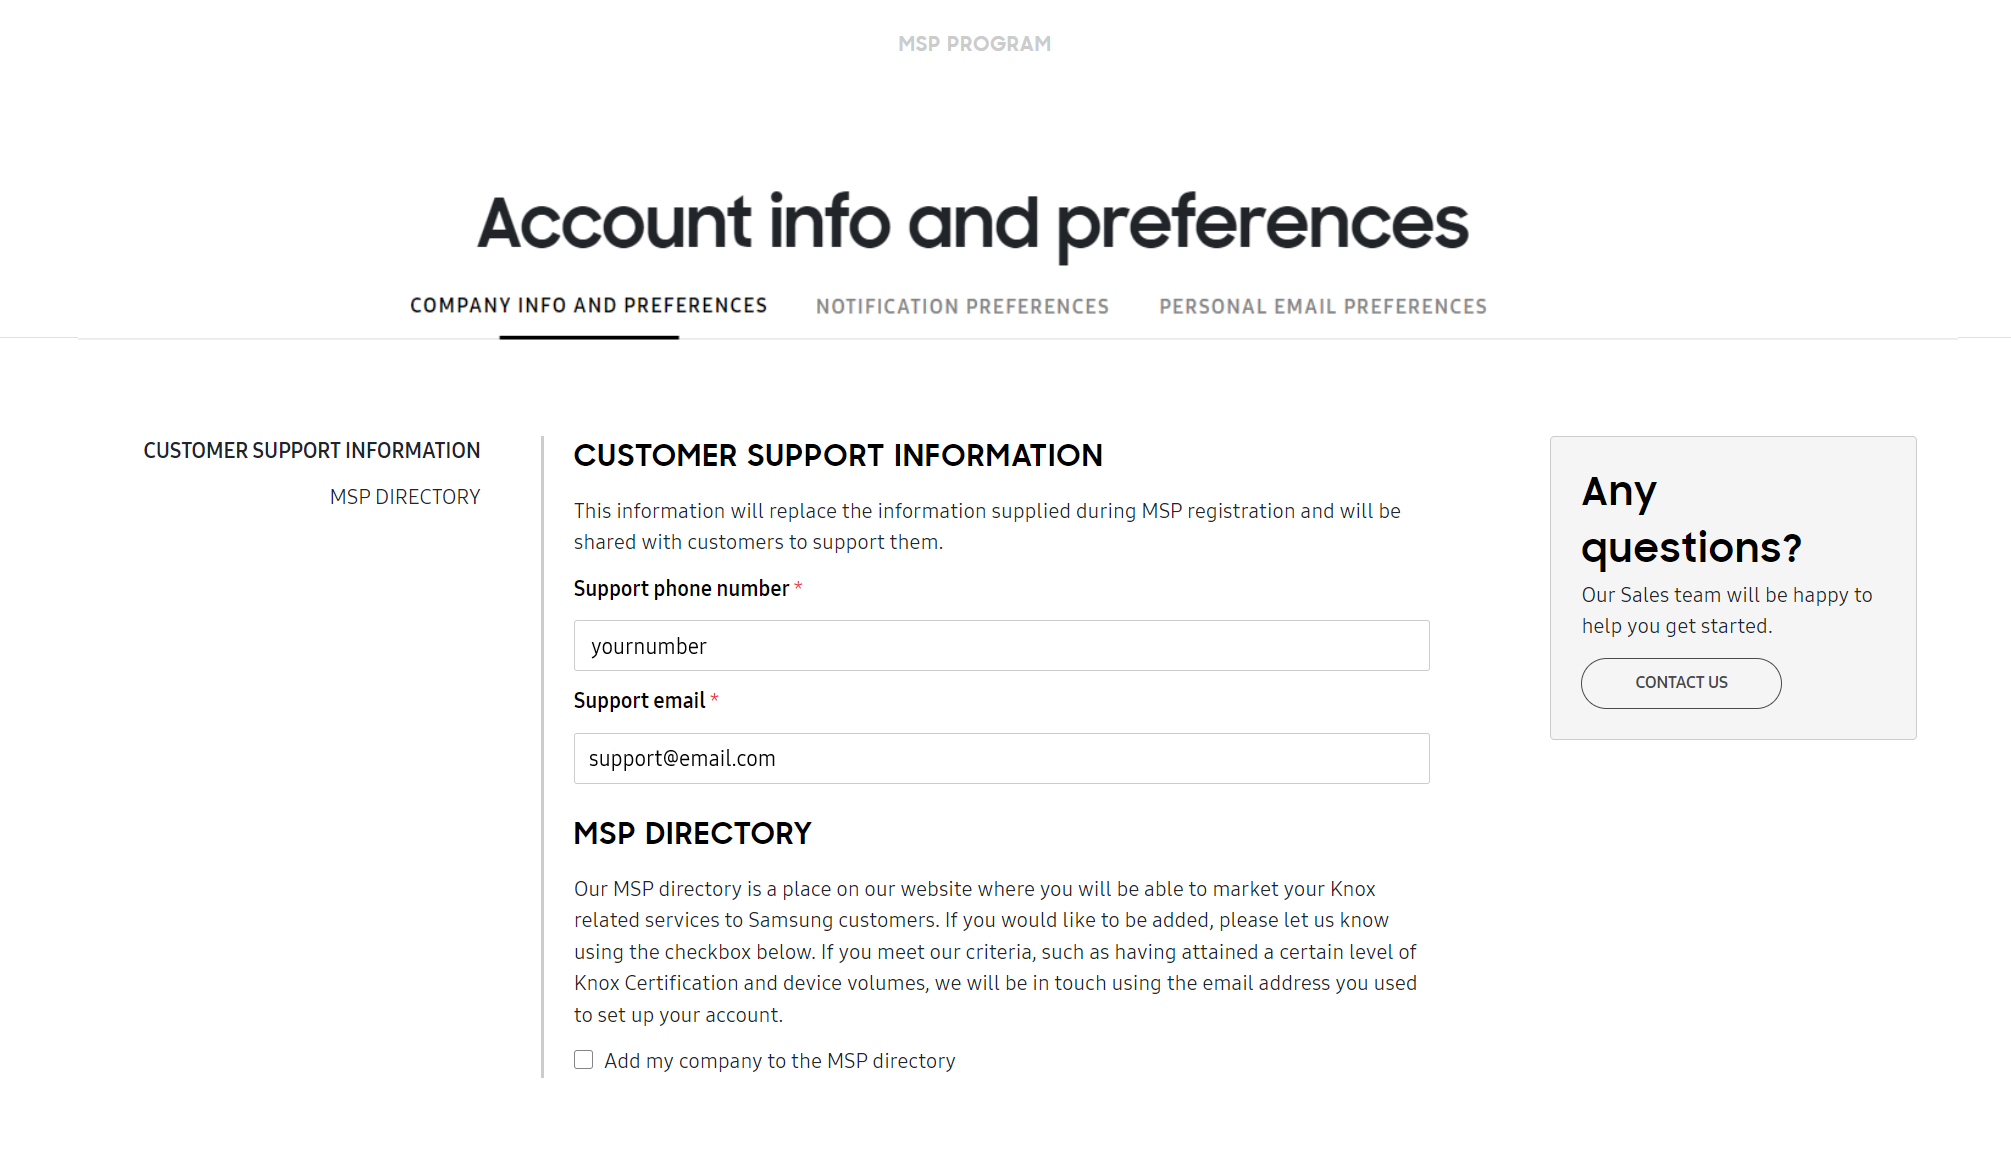 MSP PROGRAM
Account info and preferences
COMPANY INFO AND PREFERENCES
NOTIFICATION PREFERENCES
PERSONAL EMAIL PREFERENCES
CUSTOMER SUPPORT INFORMATION
MSP DIRECTORY
CUSTOMER SUPPORT INFORMATION
This information will replace the information supplied during MSP registration and will be
shared with customers to support them.
Support phone number *
yournumber
Support email *
support@email.com
MSP DIRECTORY
Our MSP directory is a place on our website where you will be able to market your Knox
related services to Samsung customers. If you would like to be added, please let us know
using the checkbox below. If you meet our criteria, such as having attained a certain level of
Knox Certification and device volumes, we will be in touch using the email address you used
to set up your account.
Add my company to the MSP directory
Any
questions?
Our Sales team will be happy to
help you get started.
CONTACT US